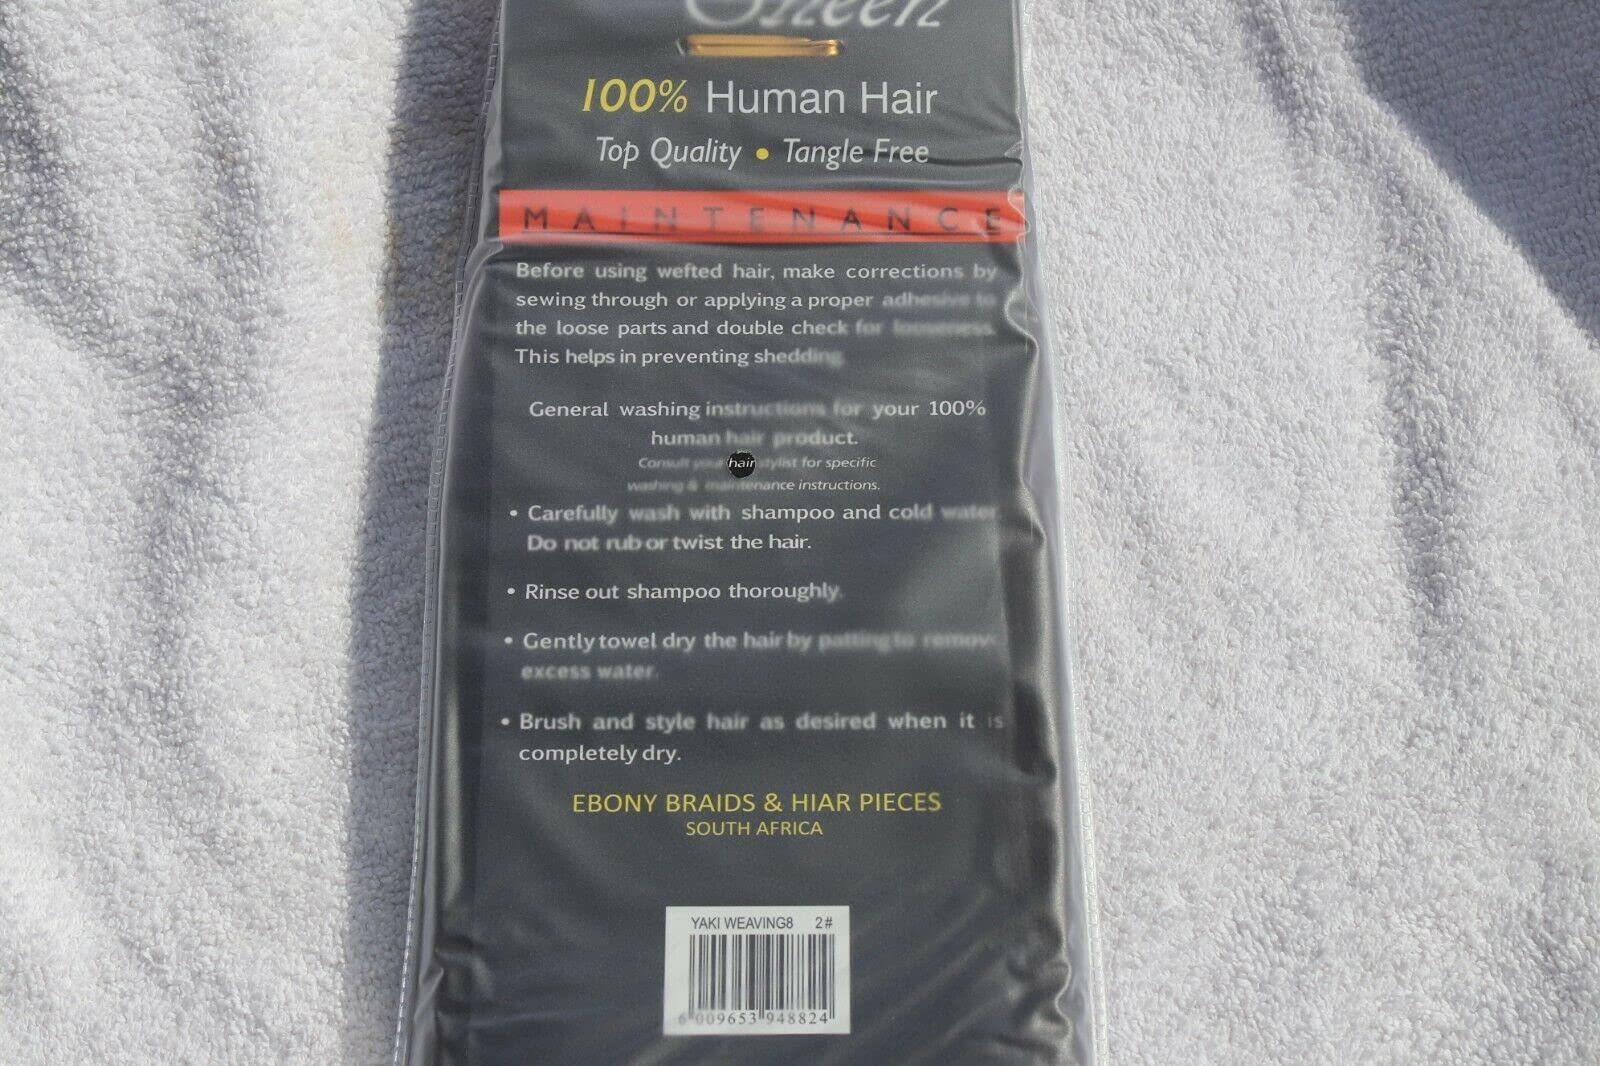 Sheen
100% Human Hair
Top Quality • Tangle Free
MAINTENANCE
Before using wefted hair, make corrections by
sewing through or applying a proper adhesive to
the loose parts and double check for looseness.
This helps in preventing shedding.
General washing instructions for your 100%
human hair product.
Consult your hair stylist for specific
washing & maintenance instructions.
• Carefully wash with shampoo and cold water.
Do not rub or twist the hair.
• Rinse out shampoo thoroughly.
• Gently towel dry the hair by patting to remove
excess water.
• Brush and style hair as desired when it is
completely dry.
EBONY BRAIDS & HIAR PIECES
SOUTH AFRICA
YAKI WEAVING8 2#
6 009653 948824